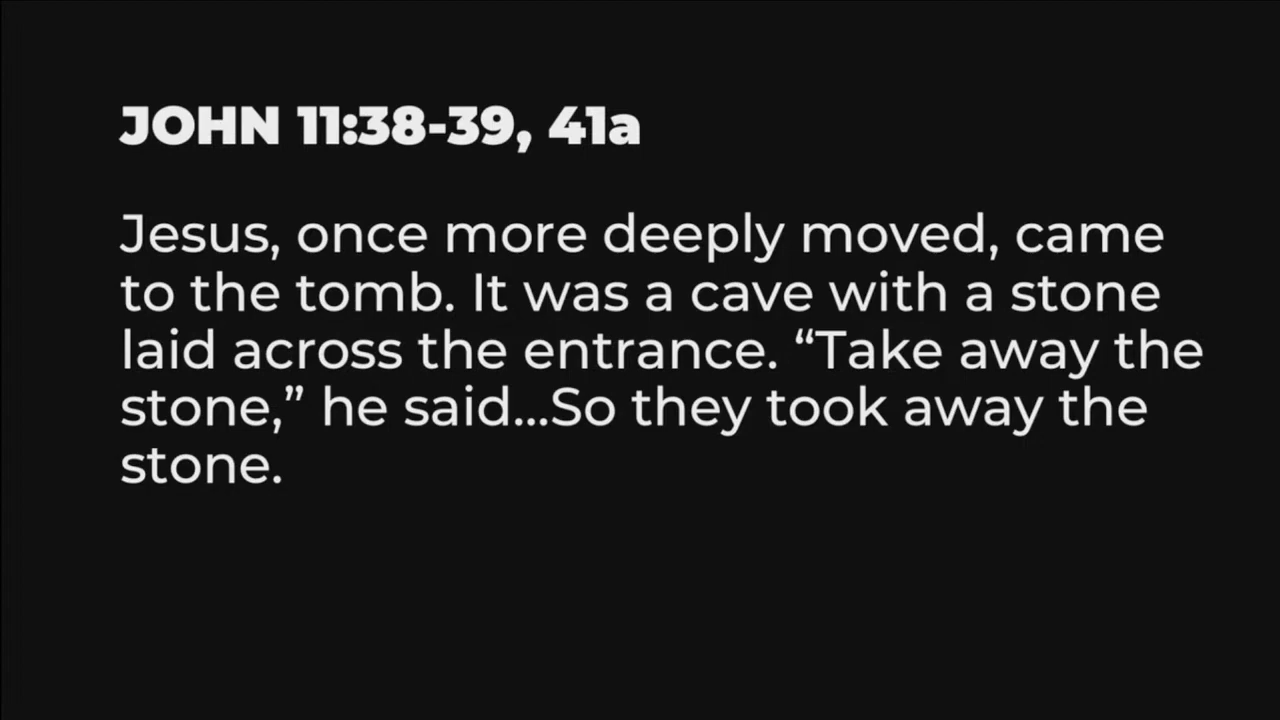 JOHN 11:38-39, 41a
Jesus, once more deeply moved, came
to the tomb. It was a cave with a stone
laid across the entrance. “Take away the
stone,” he said...So they took away the
stone.